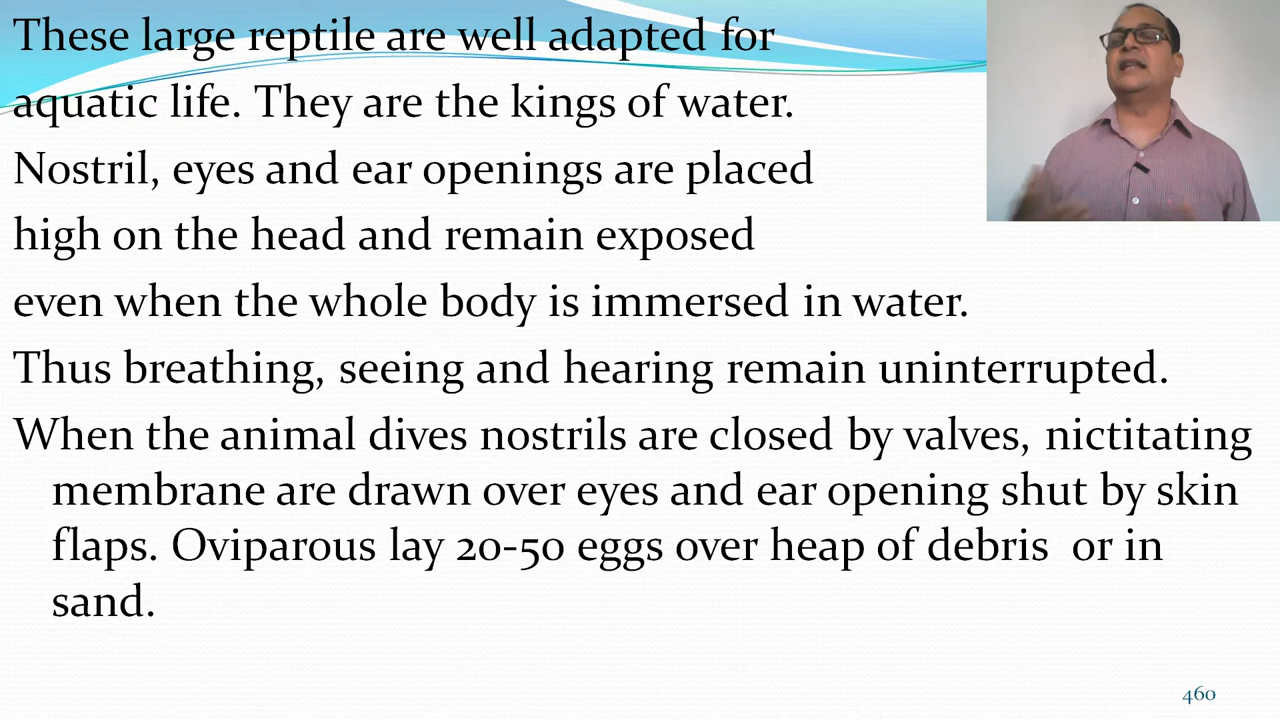 These large reptile are well adapted for
aquatic life. They are the kings of water.
Nostril, eyes and ear openings are placed
high on the head and remain exposed
even when the whole body is immersed in water.
Thus breathing, seeing and hearing remain uninterrupted.
When the animal dives nostrils are closed by valves, nictitating
membrane are drawn over eyes and ear opening shut by skin
flaps. Oviparous lay 20-50 eggs over heap of debris or in
sand.
460